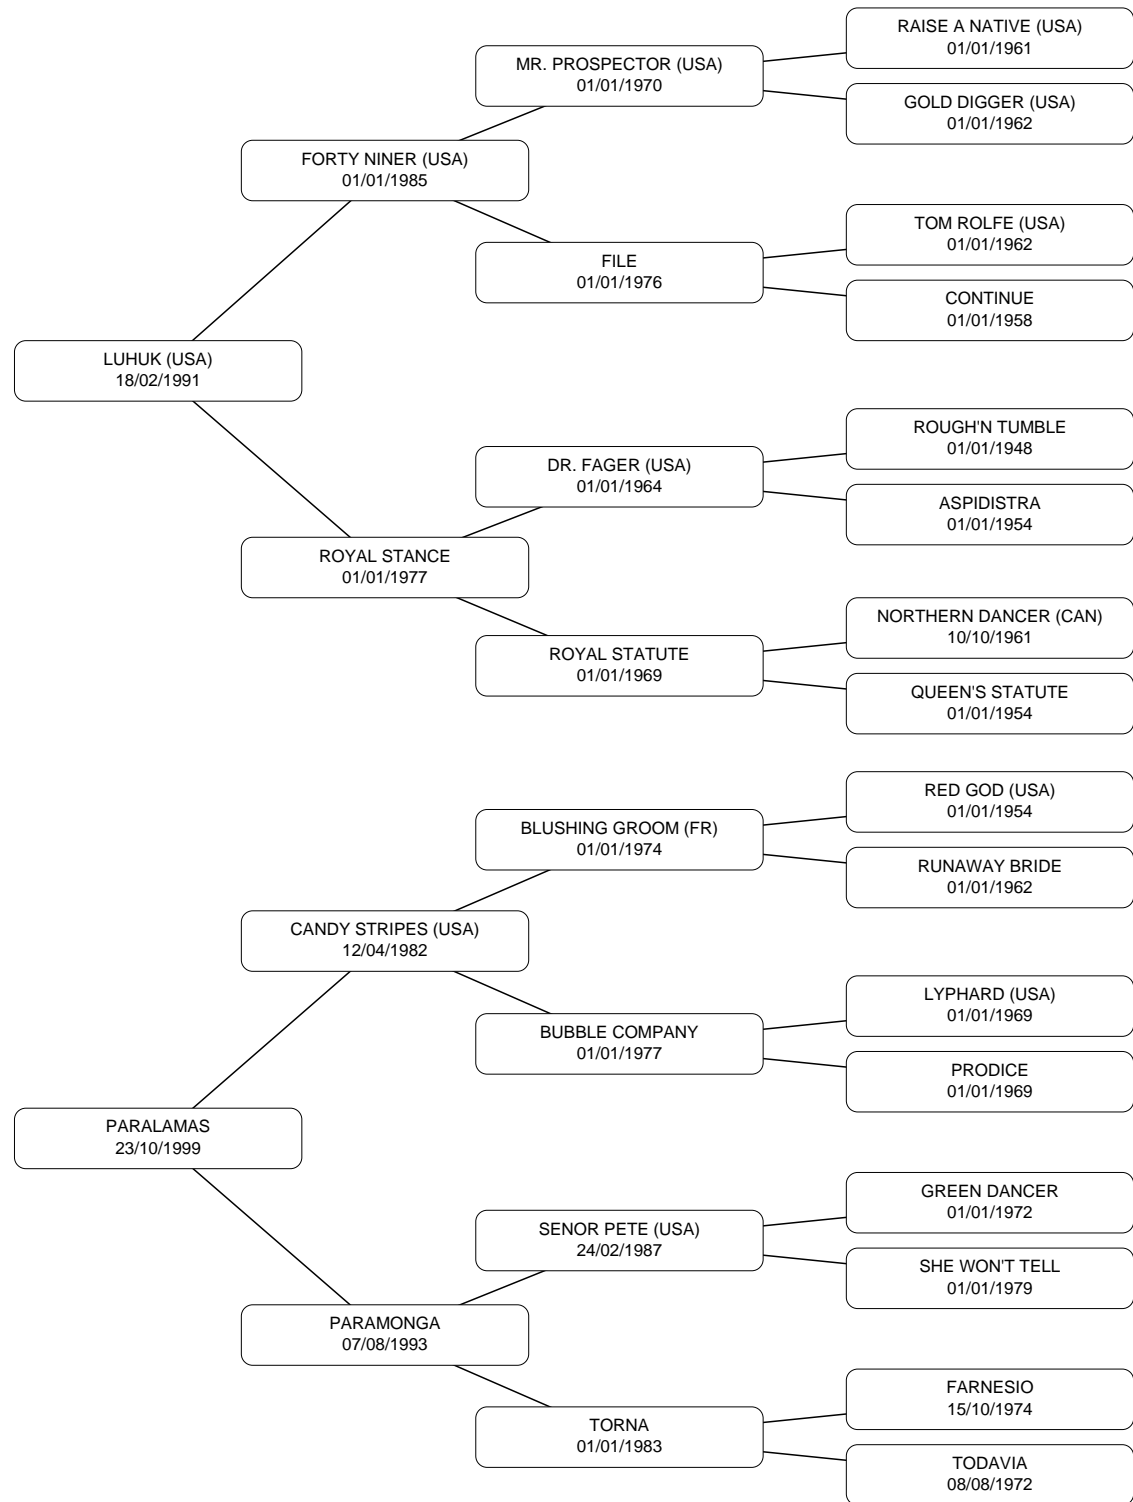 RAISE A NATIVE (USA)
01/01/1961
MR. PROSPECTOR (USA)
01/01/1970
GOLD DIGGER (USA)
01/01/1962
FORTY NINER (USA)
01/01/1985
TOM ROLFE (USA)
01/01/1962
FILE
01/01/1976
CONTINUE
01/01/1958
LUHUK (USA)
18/02/1991
ROUGH'N TUMBLE
01/01/1948
DR. FAGER (USA)
01/01/1964
ASPIDISTRA
01/01/1954
ROYAL STANCE
01/01/1977
NORTHERN DANCER (CAN)
10/10/1961
ROYAL STATUTE
01/01/1969
QUEEN'S STATUTE
01/01/1954
RED GOD (USA)
01/01/1954
BLUSHING GROOM (FR)
01/01/1974
RUNAWAY BRIDE
01/01/1962
CANDY STRIPES (USA)
12/04/1982
LYPHARD (USA)
01/01/1969
BUBBLE COMPANY
01/01/1977
PRODICE
01/01/1969
PARALAMAS
23/10/1999
GREEN DANCER
01/01/1972
SENOR PETE (USA)
24/02/1987
SHE WON'T TELL
01/01/1979
PARAMONGA
07/08/1993
FARNESIO
15/10/1974
TORNA
01/01/1983
TODAVIA
08/08/1972